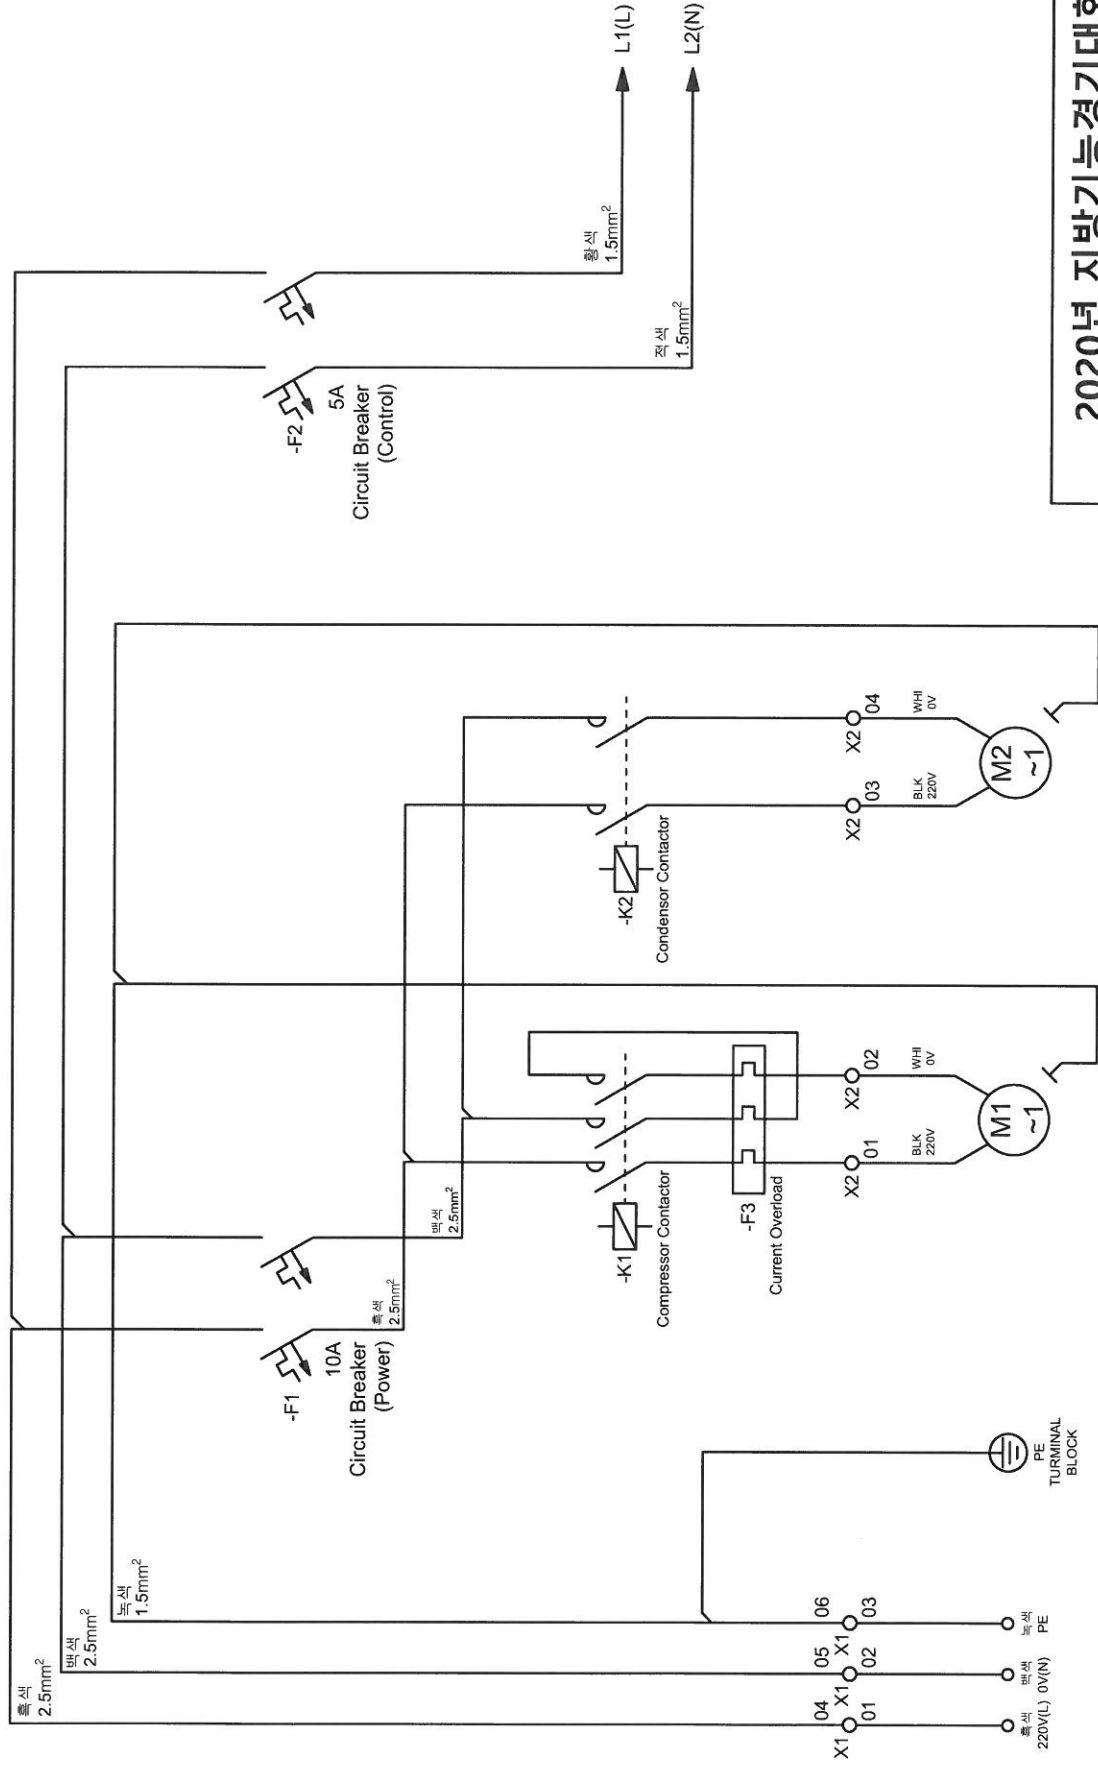 흑색
2.5mm²
백색
2.5mm²
녹색
1.5mm²
-F1
10A
Circuit Breaker
(Power)
-F2
5A
Circuit Breaker
(Control)
흑색
2.5mm²
백색
2.5mm²
황색
1.5mm²
적색
1.5mm²
L1(L)
L2(N)
-K1
Compressor Contactor
-K2
Condensor Contactor
-F3
Current Overload
04
05
06
X1
X1
X1
01
02
03
X2
01
X2
02
X2
03
X2
04
BLK
220V
WHI
0V
BLK
220V
WHI
0V
M1
~1
M2
~1
PE
TURMINAL
BLOCK
흑색
220V(L)
백색
0V(N)
녹색
PE
2020년 지방기능경기대회